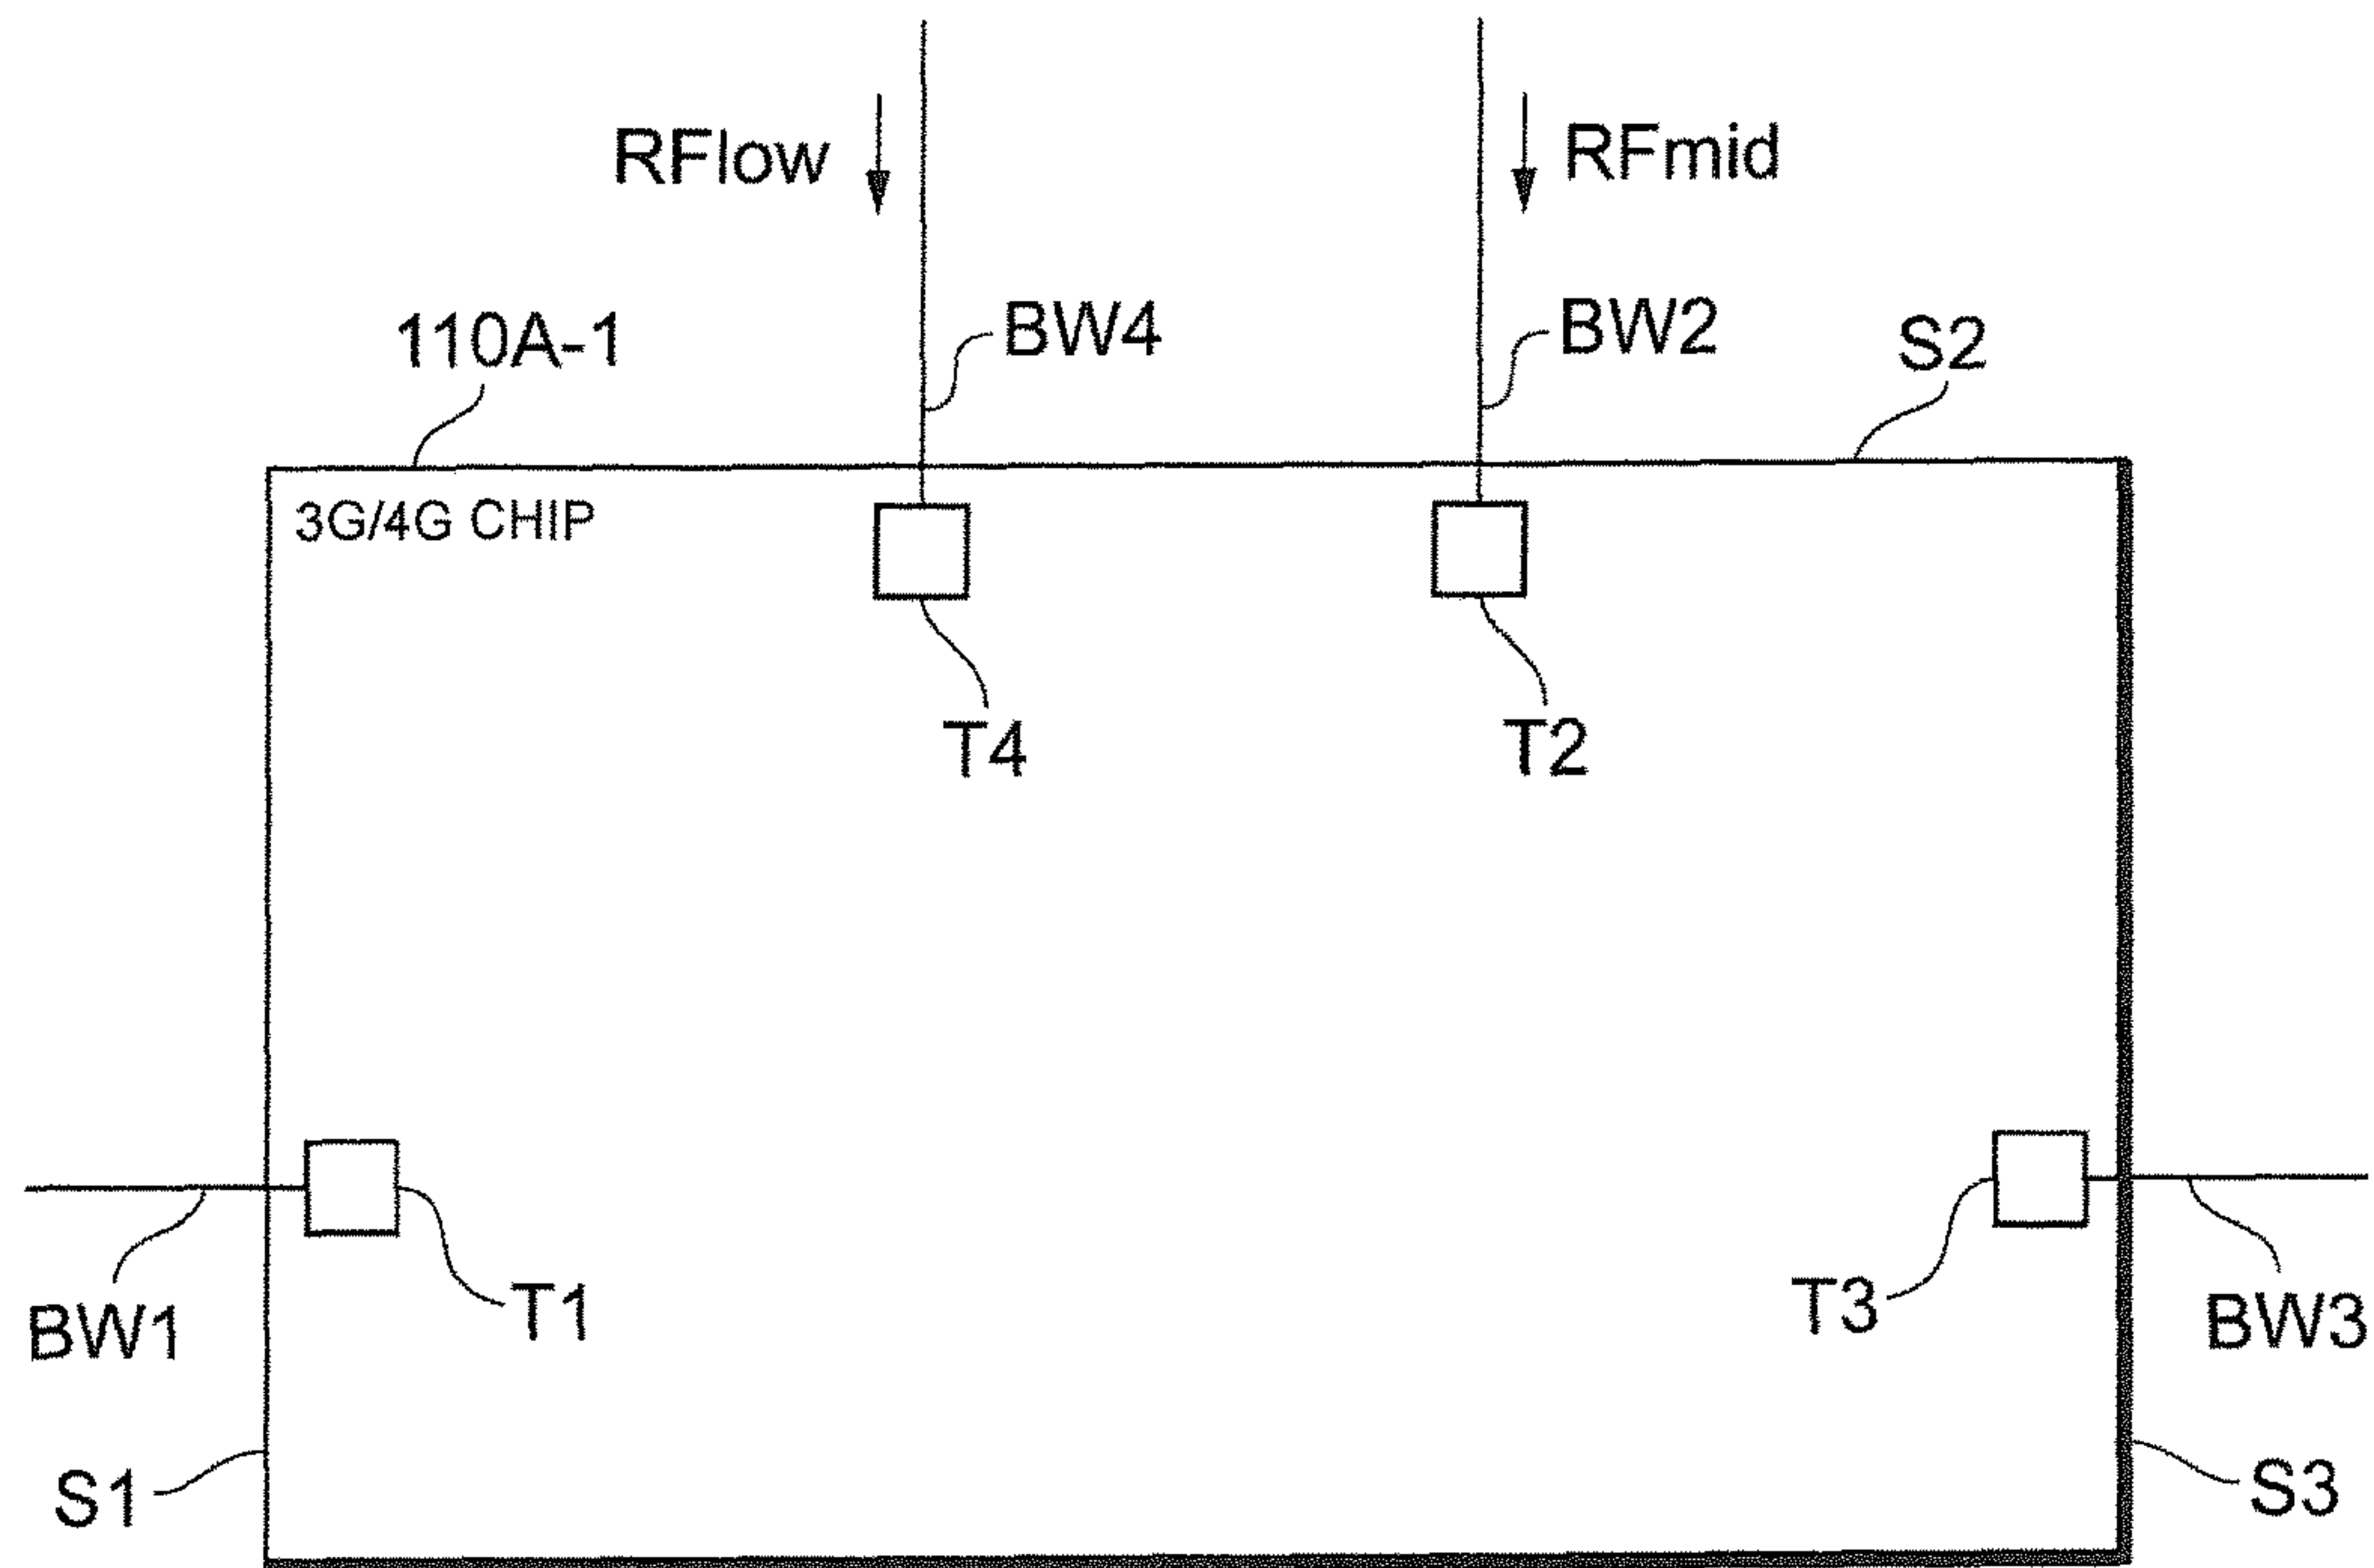 RFlow
RFmid
110A-1
BW4
BW2
S2
3G/4G CHIP
T4
T2
BW1
T1
T3
BW3
S1
S3